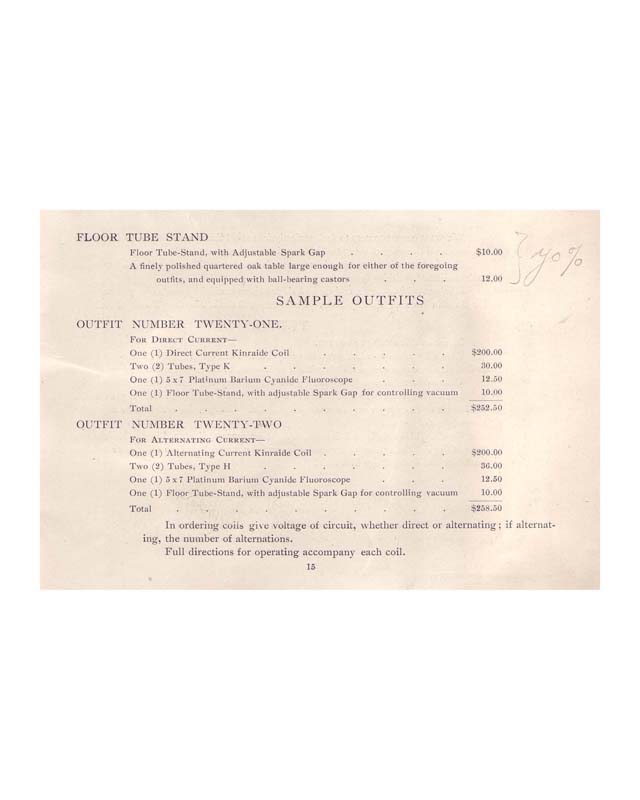 FLOOR TUBE STAND
Floor Tube-Stand, with Adjustable Spark Gap . . . . $10.00
A finely polished quartered oak table large enough for either of the foregoing
outfits, and equipped with ball-bearing castors . . . 12.00
} 70%
SAMPLE OUTFITS
OUTFIT NUMBER TWENTY-ONE.
FOR DIRECT CURRENT—
One (1) Direct Current Kinraide Coil . . . . . $200.00
Two (2) Tubes, Type K . . . . . . . 30.00
One (1) 5 x 7 Platinum Barium Cyanide Fluoroscope . . . 12.50
One (1) Floor Tube-Stand, with adjustable Spark Gap for controlling vacuum 10.00
Total . . . . . . . . . . $252.50
OUTFIT NUMBER TWENTY-TWO
FOR ALTERNATING CURRENT—
One (1) Alternating Current Kinraide Coil . . . . . $200.00
Two (2) Tubes, Type H . . . . . . . 36.00
One (1) 5 x 7 Platinum Barium Cyanide Fluoroscope . . . 12.50
One (1) Floor Tube-Stand, with adjustable Spark Gap for controlling vacuum 10.00
Total . . . . . . . . . . $258.50
In ordering coils give voltage of circuit, whether direct or alternating; if alternat-
ing, the number of alternations.
Full directions for operating accompany each coil.
15